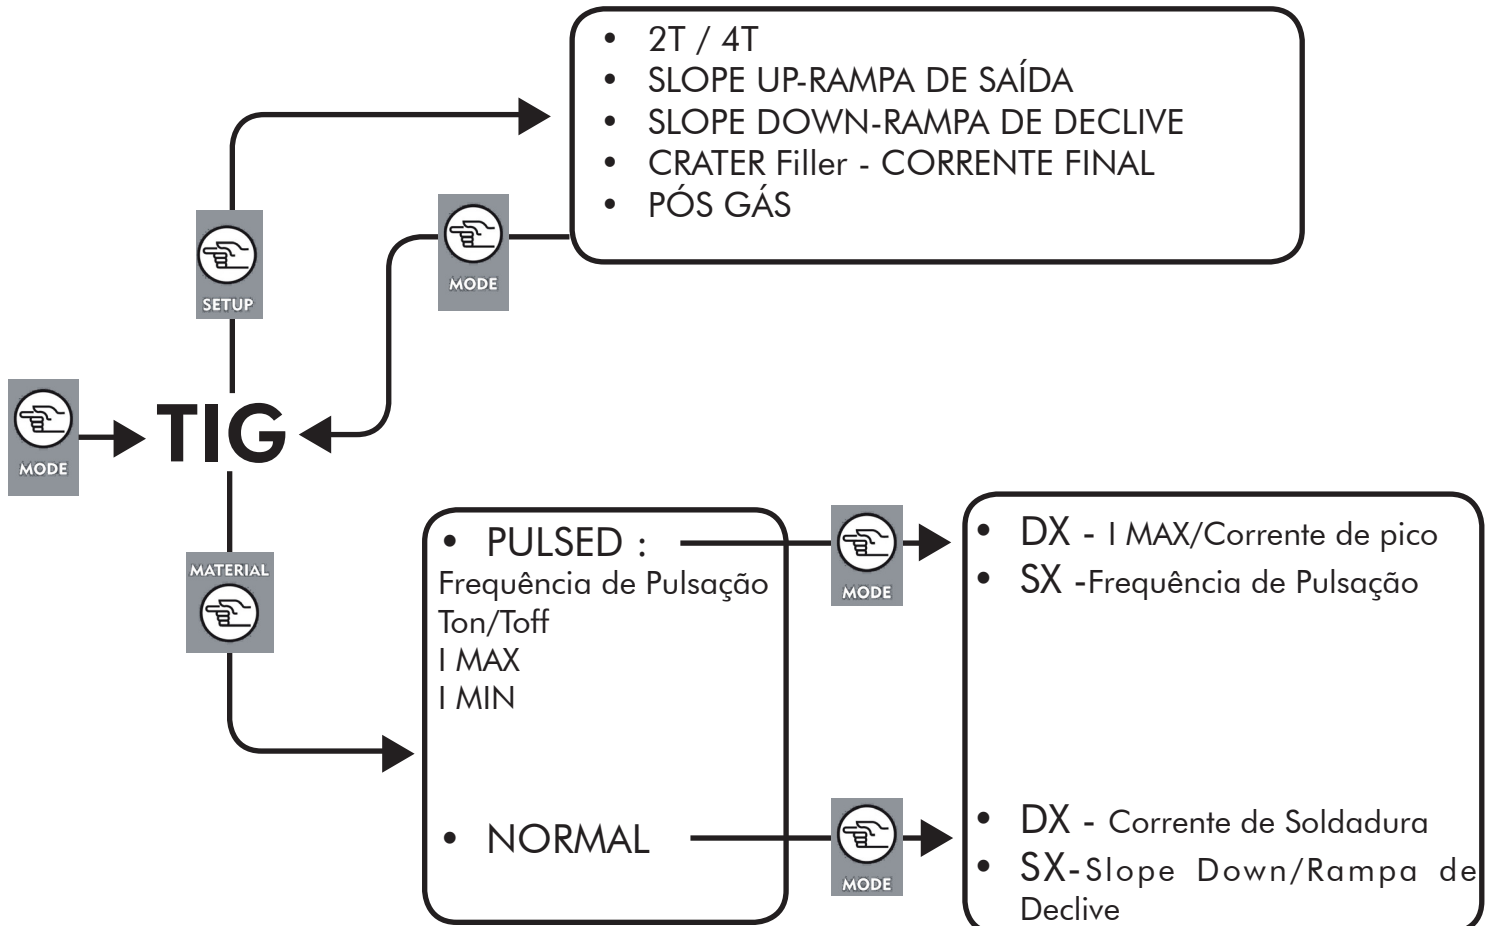 • 2T / 4T
• SLOPE UP-RAMPA DE SAÍDA
• SLOPE DOWN-RAMPA DE DECLIVE
• CRATER Filler - CORRENTE FINAL
• PÓS GÁS
SETUP
MODE
MODE
TIG
MATERIAL
• PULSED :
Frequência de Pulsação
Ton/Toff
I MAX
I MIN
• NORMAL
MODE
• DX - I MAX/Corrente de pico
• SX -Frequência de Pulsação
MODE
• DX - Corrente de Soldadura
• SX-Slope Down/Rampa de
Declive